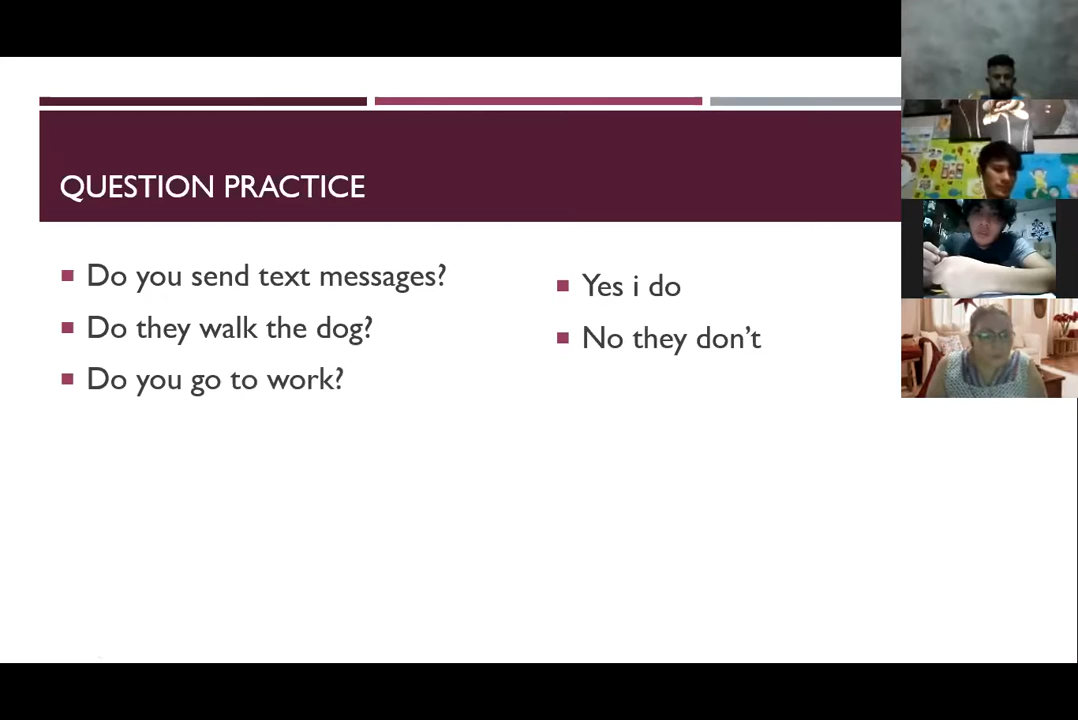 QUESTION PRACTICE
Do you send text messages?
Do they walk the dog?
Do you go to work?
Yes i do
No they don’t